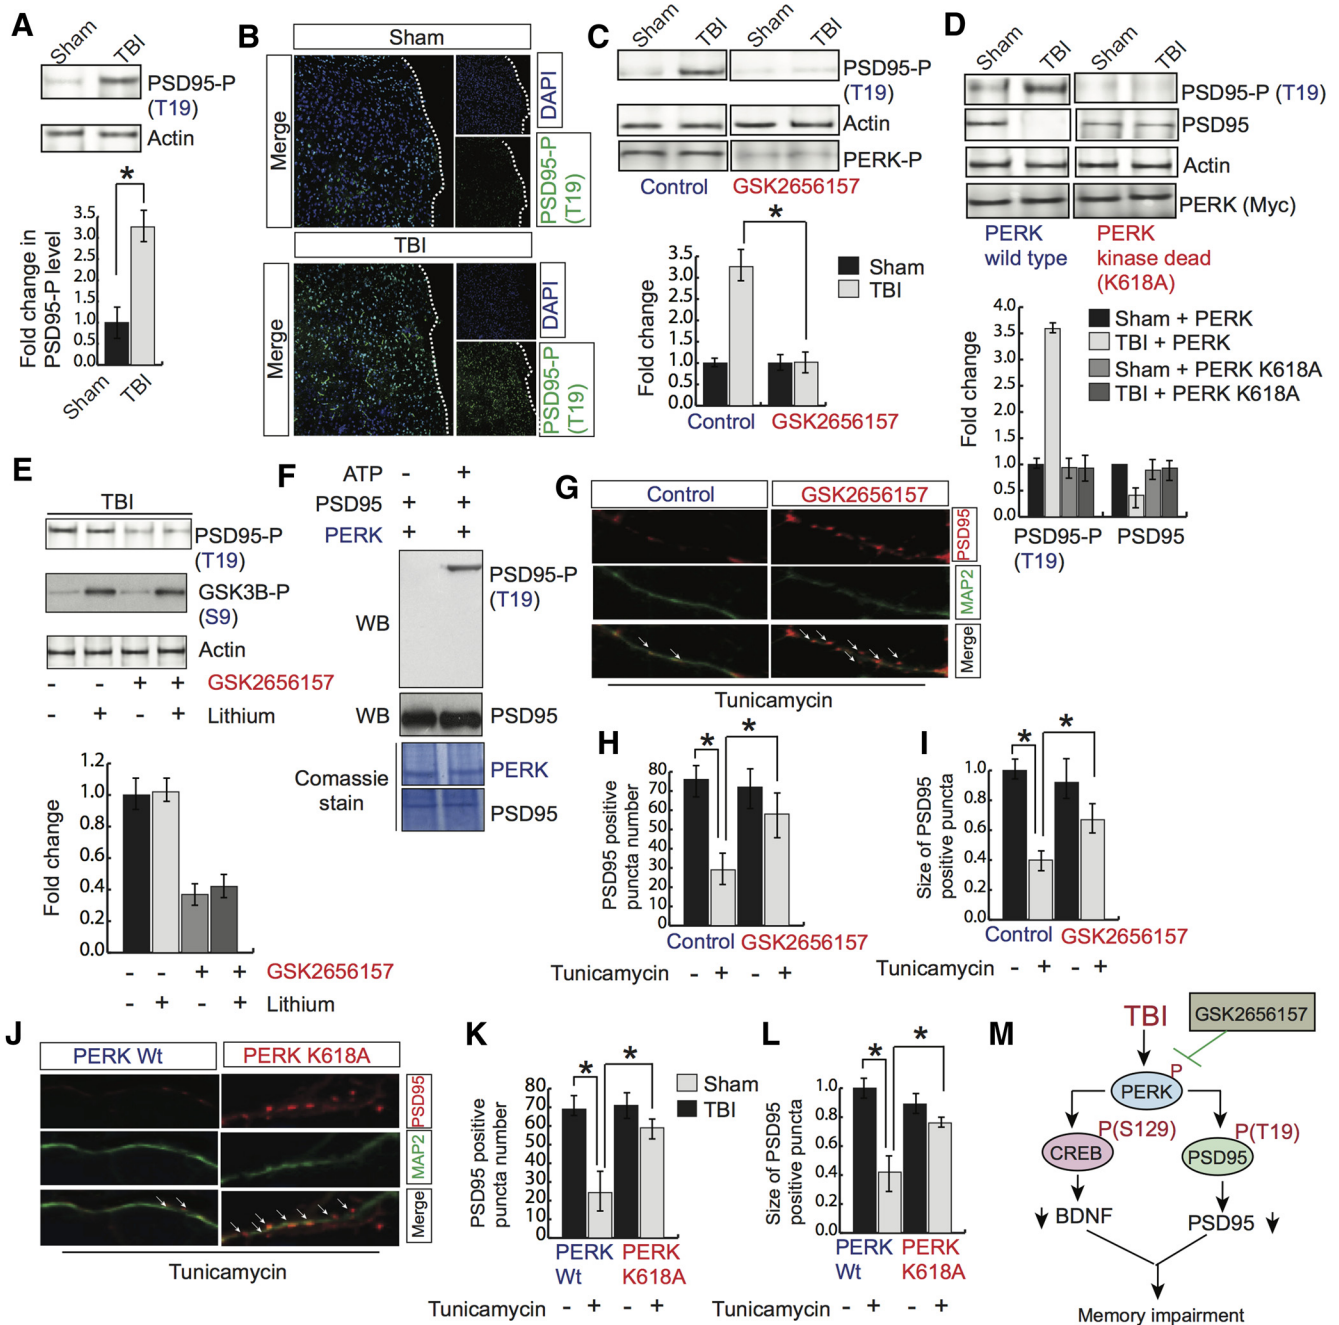 A
Sham
TBI
PSD95-P
(T19)
Actin
*
Fold change in
PSD95-P level
3.5
3.0
2.5
2.0
1.5
1.0
0.5
0.0
Sham
TBI
B
Sham
Merge
DAPI
PSD95-P
(T19)
TBI
Merge
DAPI
PSD95-P
(T19)
C
Sham
TBI
Sham
TBI
PSD95-P
(T19)
Actin
PERK-P
Control
GSK2656157
*
Fold change
3.5
3.0
2.5
2.0
1.5
1.0
0.5
0.0
Sham
TBI
Control
GSK2656157
D
Sham
TBI
Sham
TBI
PSD95-P (T19)
PSD95
Actin
PERK (Myc)
PERK
wild type
PERK
kinase dead
(K618A)
Fold change
4.0
3.5
3.0
2.5
2.0
1.5
1.0
0.5
0.0
Sham + PERK
TBI + PERK
Sham + PERK K618A
TBI + PERK K618A
PSD95-P
(T19)
PSD95
E
TBI
PSD95-P
(T19)
GSK3B-P
(S9)
Actin
- - + + GSK2656157
- + - + Lithium
Fold change
1.2
1.0
0.8
0.6
0.4
0.2
0.0
- - + + GSK2656157
- + - + Lithium
F
ATP - +
PSD95 + +
PERK + +
WB
PSD95-P
(T19)
WB
PSD95
Comassie
stain
PERK
PSD95
G
Control
GSK2656157
PSD95
MAP2
Merge
Tunicamycin
H
* *
PSD95 positive
puncta number
80
70
60
50
40
30
20
10
0
Control
GSK2656157
Tunicamycin - + - +
I
* *
Size of PSD95
positive puncta
1.0
0.8
0.6
0.4
0.2
0.0
Control
GSK2656157
Tunicamycin - + - +
J
PERK Wt
PERK K618A
PSD95
MAP2
Merge
Tunicamycin
K
* *
PSD95 positive
puncta number
80
70
60
50
40
30
20
10
0
Sham
TBI
PERK
Wt
PERK
K618A
Tunicamycin - + - +
L
* *
Size of PSD95
positive puncta
1.0
0.8
0.6
0.4
0.2
0.0
PERK
Wt
PERK
K618A
Tunicamycin - + - +
M
TBI
GSK2656157
P
PERK
P(S129)
P(T19)
CREB
PSD95
BDNF
PSD95
Memory impairment